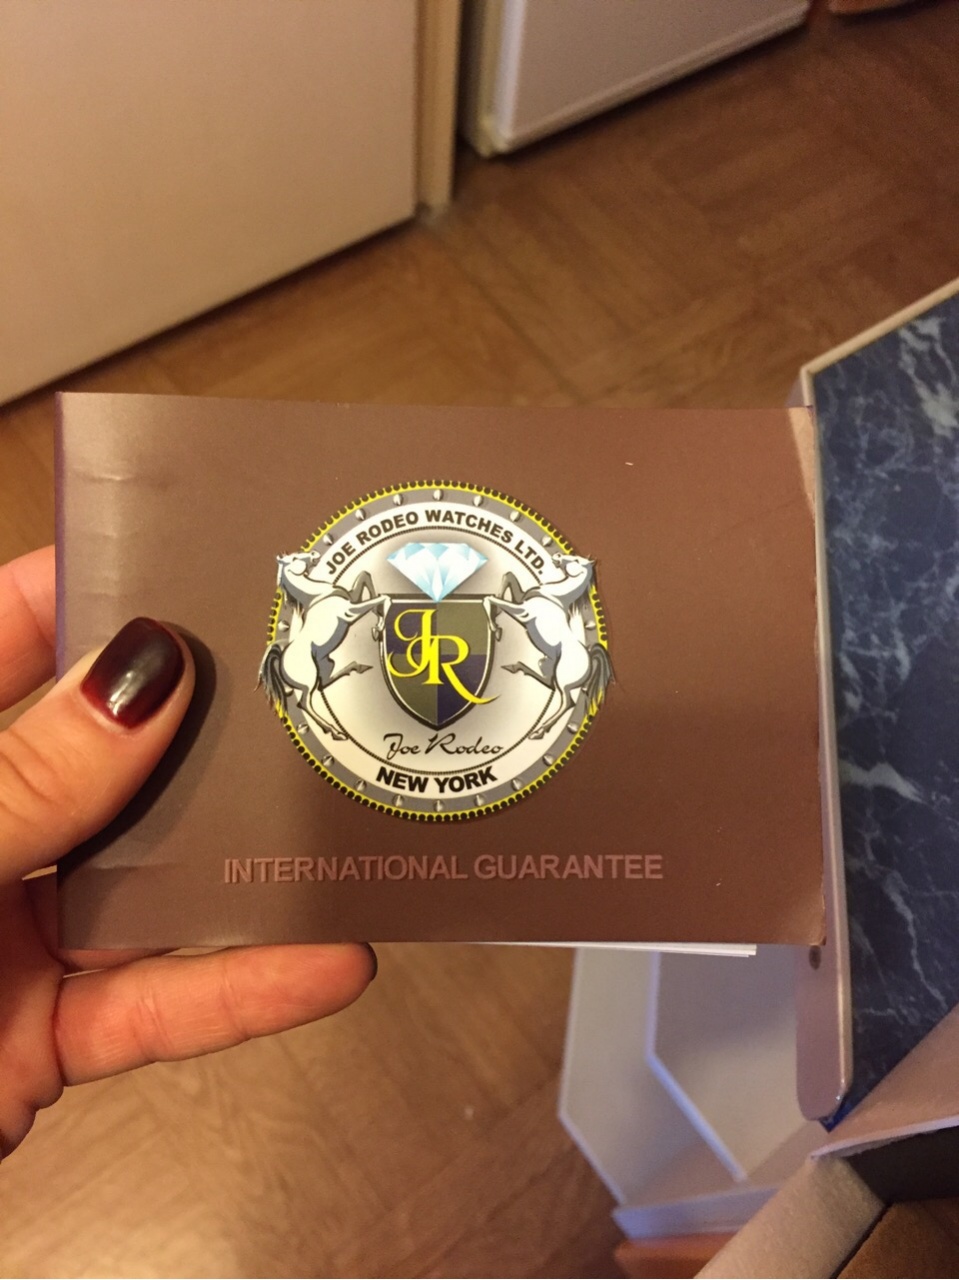 JOE RODEO WATCHES LTD.
JR
Joe Rodeo
NEW YORK
INTERNATIONAL GUARANTEE